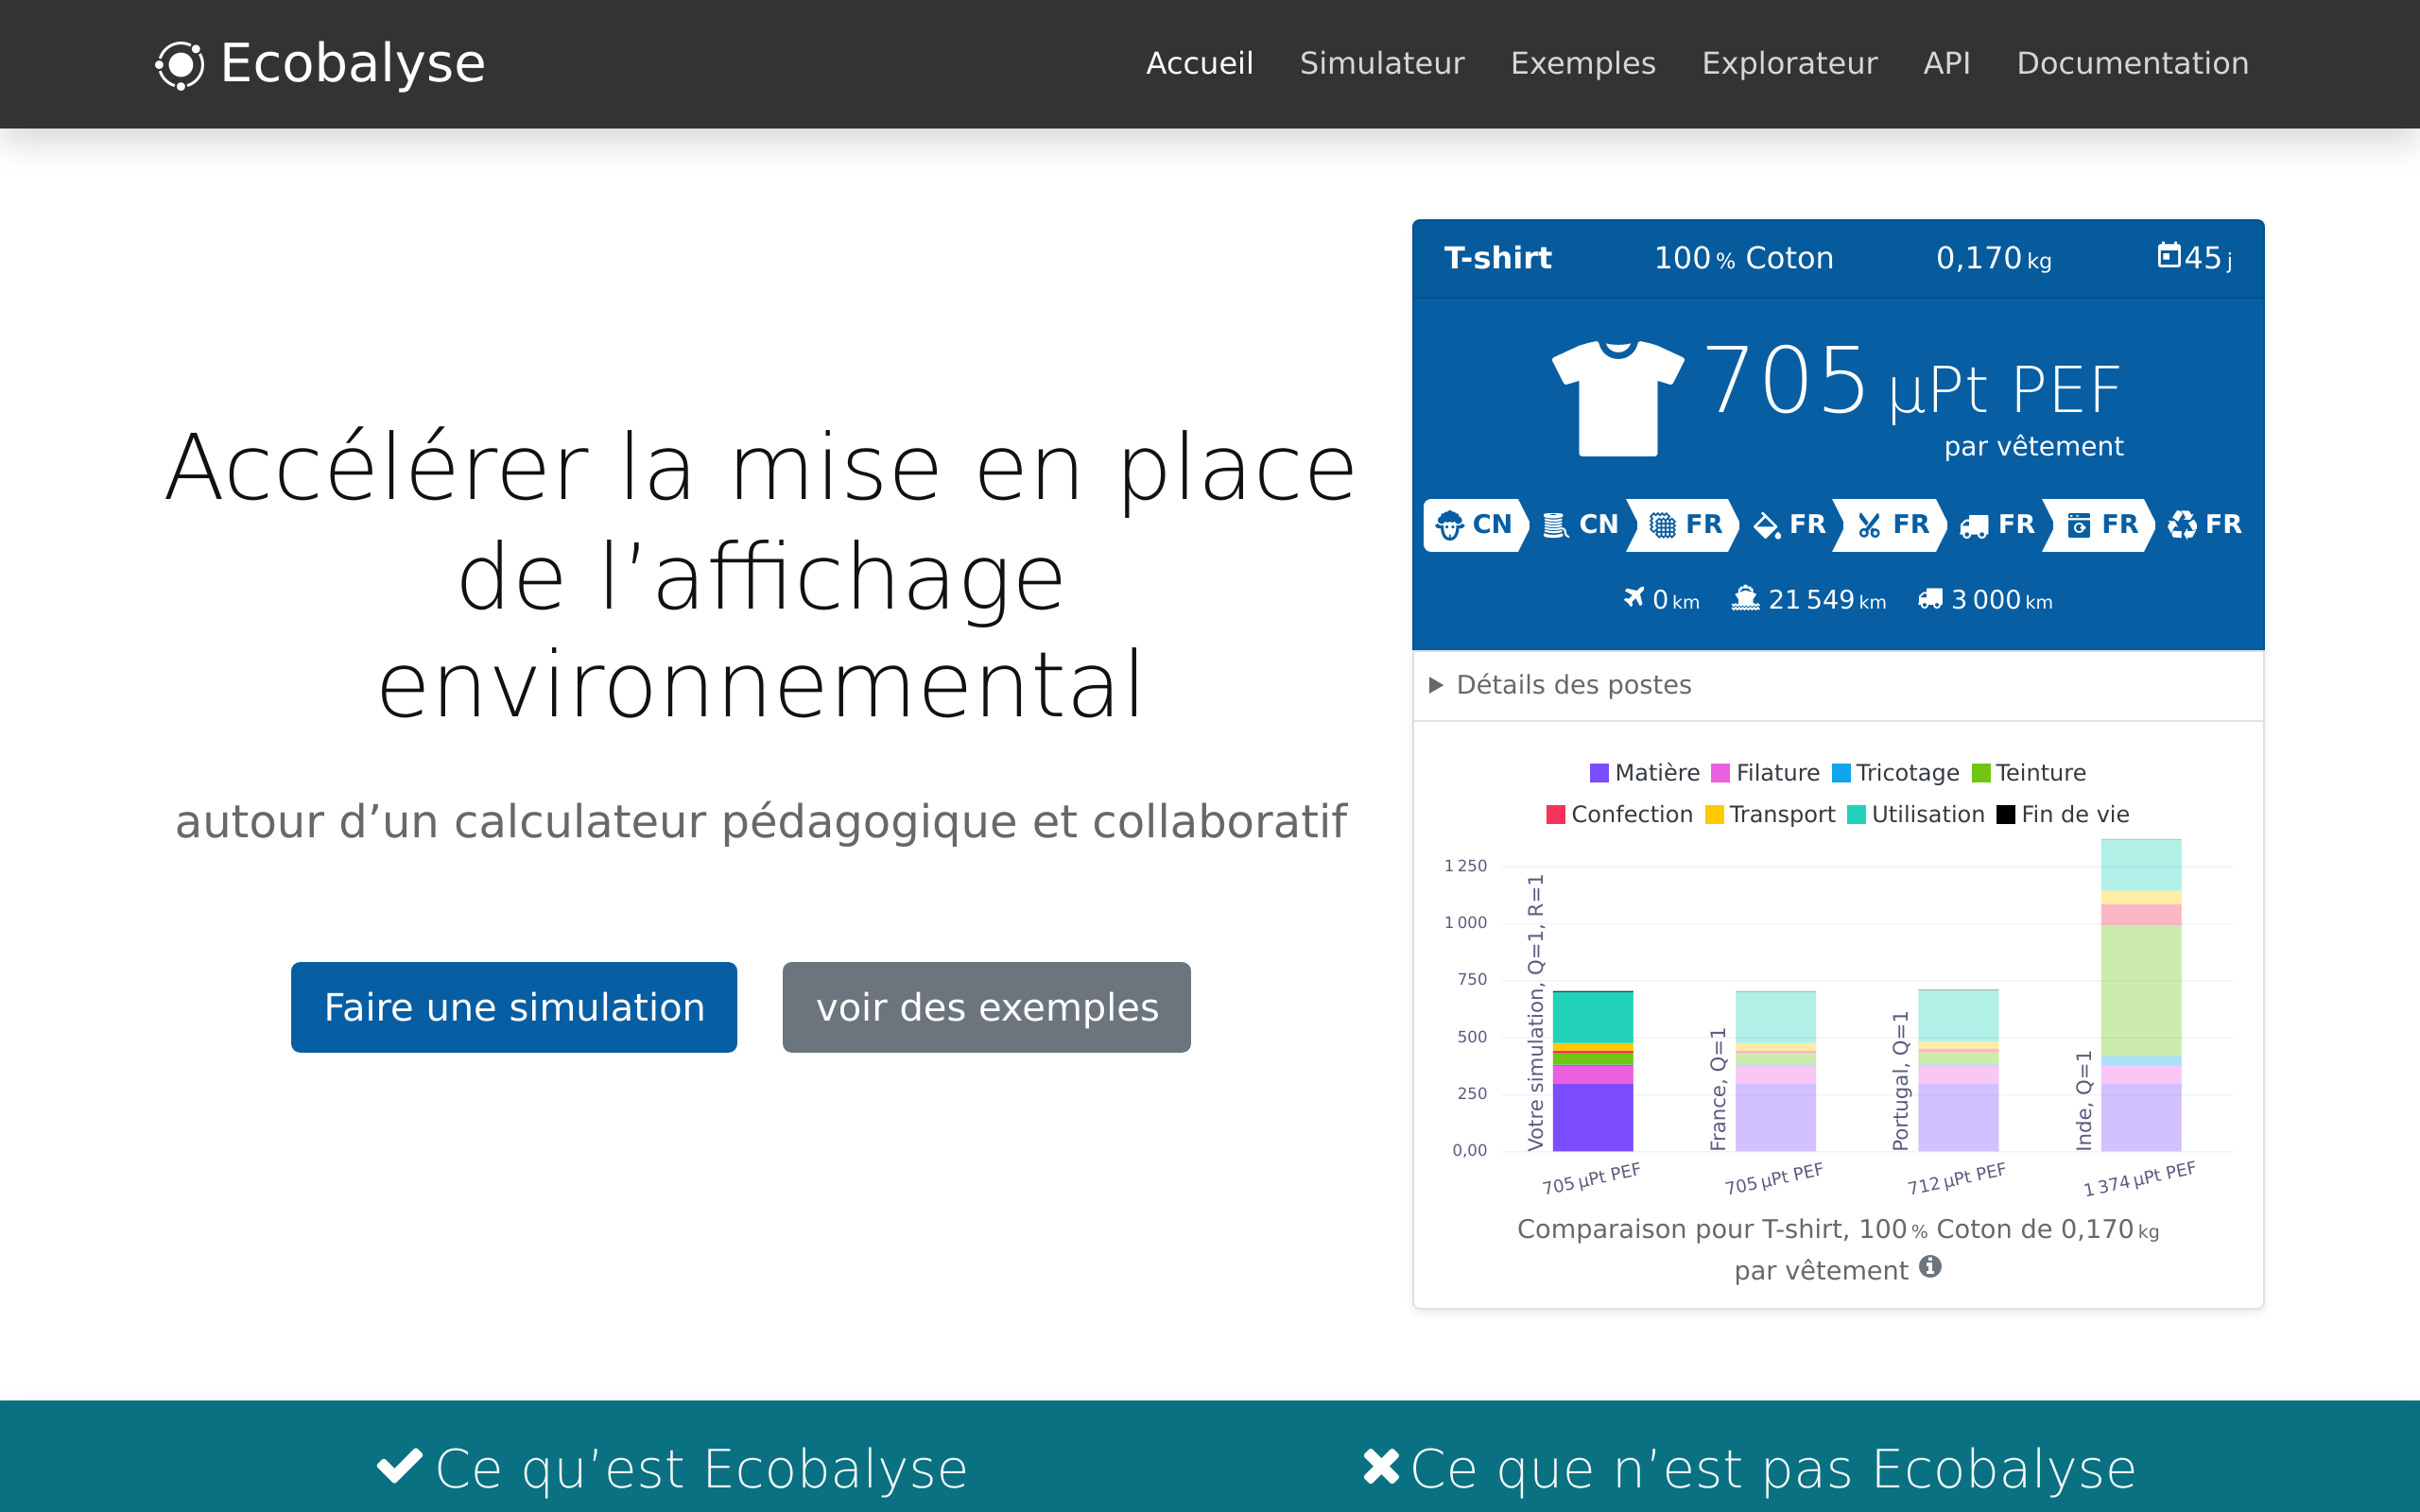 Ecobalyse
Accueil Simulateur Exemples Explorateur API Documentation
Accélérer la mise en place
de l’affichage
environnemental
autour d’un calculateur pédagogique et collaboratif
Faire une simulation
voir des exemples
T-shirt 100 % Coton 0,170 kg 45 j
705 µPt PEF
par vêtement
CN CN FR FR FR FR FR FR
0 km 21 549 km 3 000 km
Détails des postes
Matière Filature Tricotage Teinture
Confection Transport Utilisation Fin de vie
1 250
1 000
750
500
250
0,00
Votre simulation, Q=1, R=1
France, Q=1
Portugal, Q=1
Inde, Q=1
705 µPt PEF
705 µPt PEF
712 µPt PEF
1 374 µPt PEF
Comparaison pour T-shirt, 100 % Coton de 0,170 kg
par vêtement
Ce qu’est Ecobalyse
Ce que n’est pas Ecobalyse